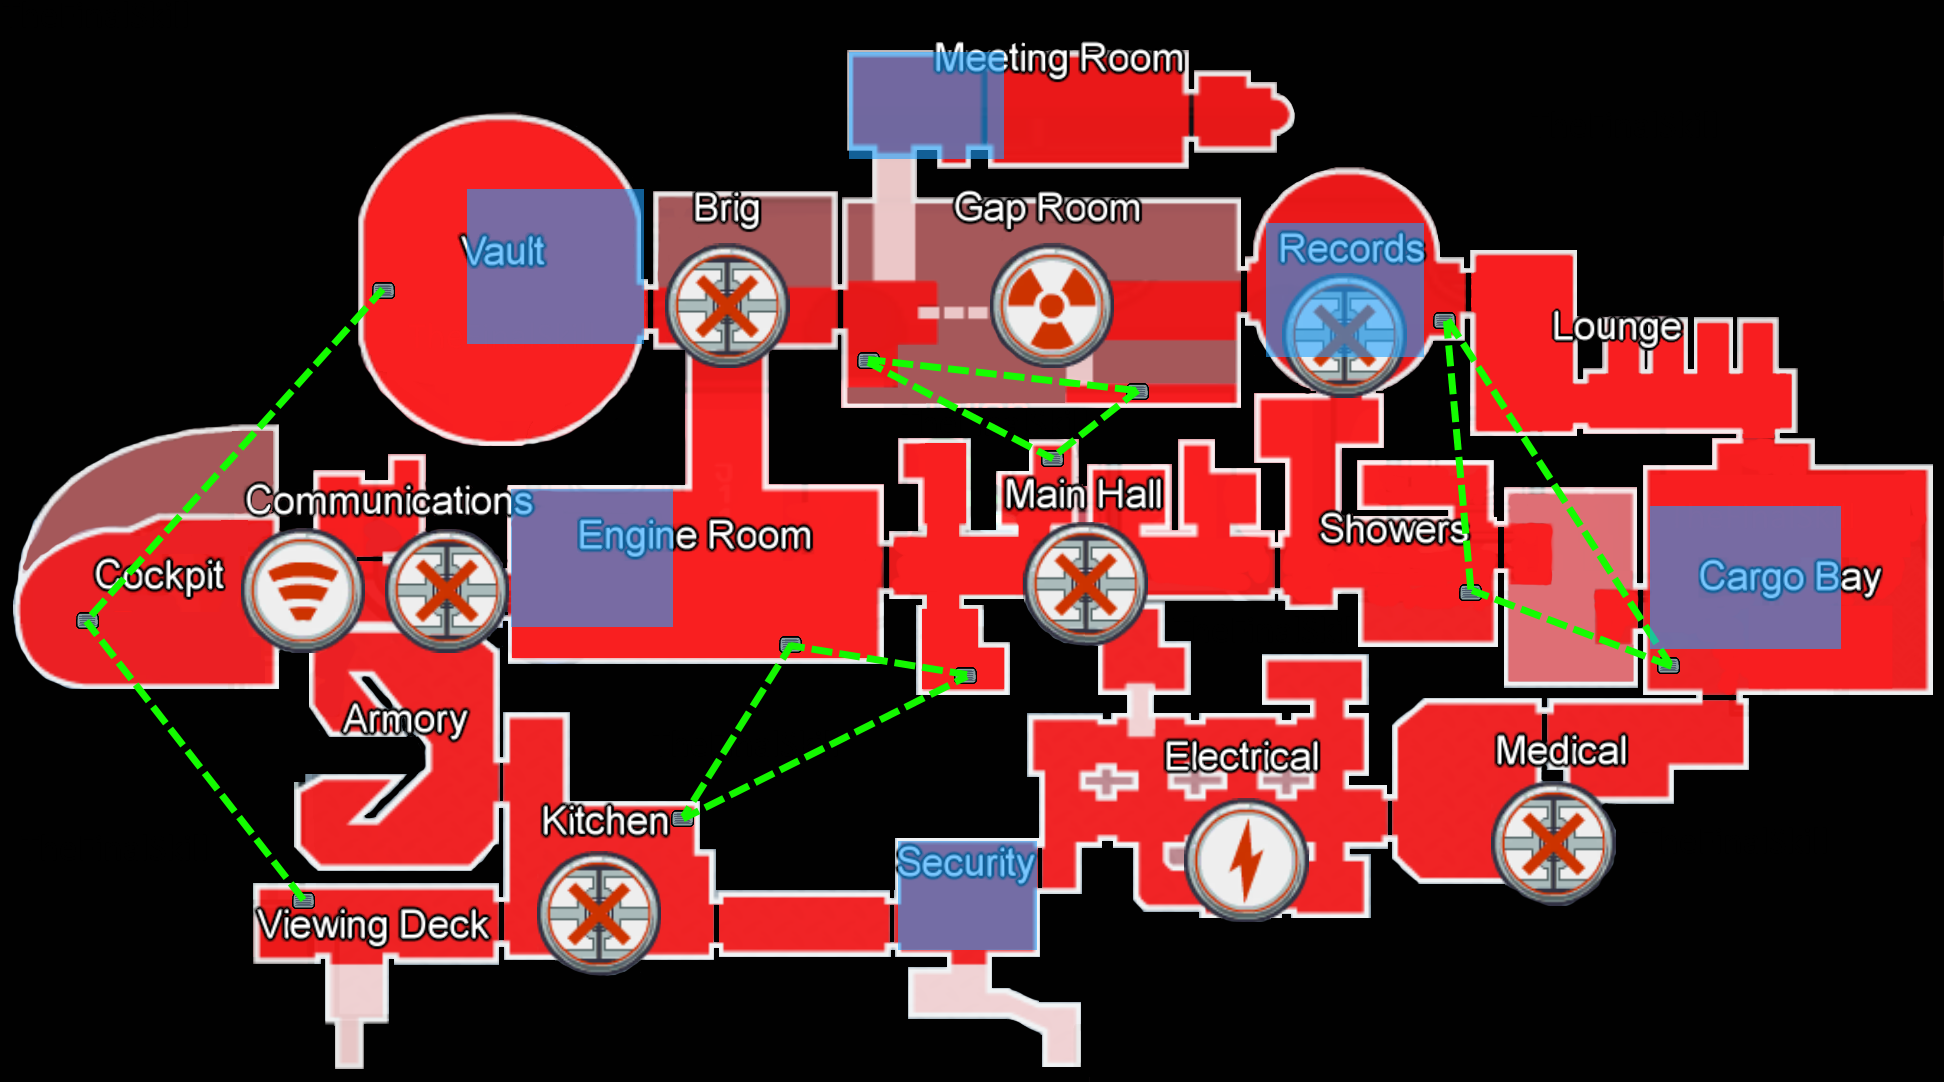 Meeting Room
Brig
Gap Room
Vault
Records
Lounge
Communications
Main Hall
Engine Room
Showers
Cockpit
Cargo Bay
Armory
Electrical
Medical
Kitchen
Security
Viewing Deck